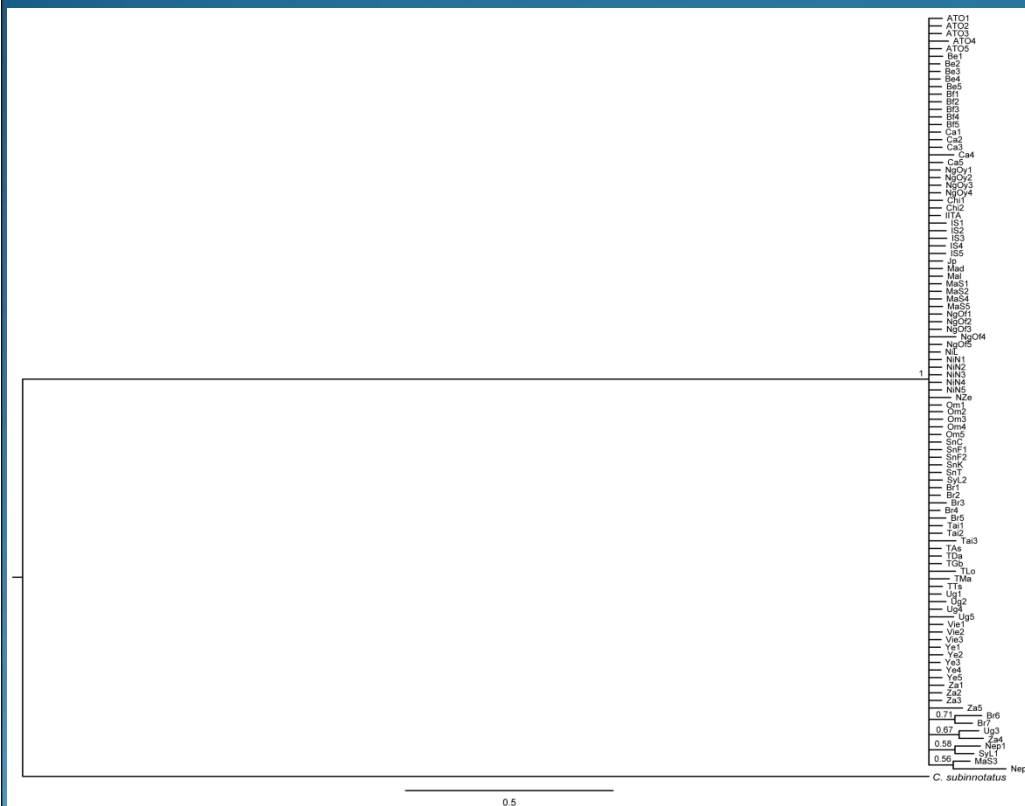 ATO1
ATO2
ATO3
ATO4
ATO5
Be1
Be2
Be3
Be4
Be5
Bf1
Bf2
Bf3
Bf4
Bf5
Ca1
Ca2
Ca3
Ca4
Ca5
NgOy1
NgOy2
NgOy3
NgOy4
Chi1
Chi2
IITA
IS1
IS2
IS3
IS4
IS5
Jp
Mad
Mal
MaS1
MaS2
MaS4
MaS5
NgOf1
NgOf2
NgOf3
NgOf4
NgOf5
NiL
NiN1
1
NiN2
NiN3
NiN4
NiN5
NZe
Om1
Om2
Om3
Om4
Om5
SnC
SnF1
SnF2
SnK
SnT
SyL2
Br1
Br2
Br3
Br4
Br5
Tai1
Tai2
Tai3
TAs
TDa
TGb
TLo
TMa
TTs
Ug1
Ug2
Ug4
Ug5
Vie1
Vie2
Vie3
Ye1
Ye2
Ye3
Ye4
Ye5
Za1
Za2
Za3
Za5
0.71
Br6
Br7
0.67
Ug3
Za4
0.58
Nep1
SyL1
0.56
MaS3
Nep
C. subinnotatus
0.5